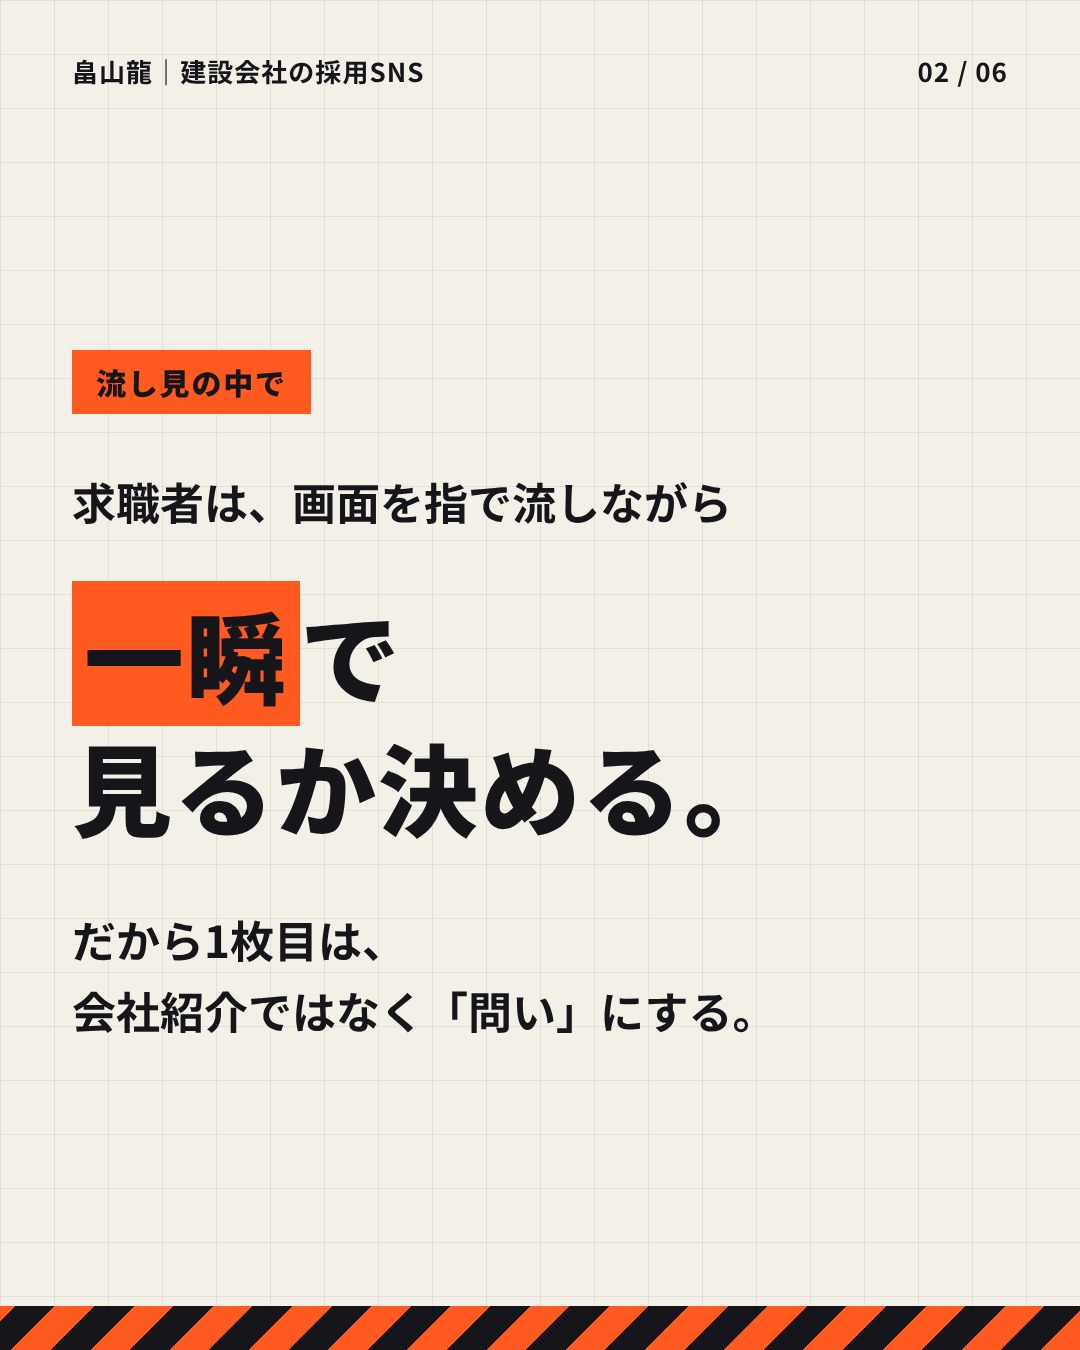 畠山龍｜建設会社の採用SNS
02 / 06
流し見の中で
求職者は、画面を指で流しながら
一瞬で
見るか決める。
だから1枚目は、
会社紹介ではなく「問い」にする。